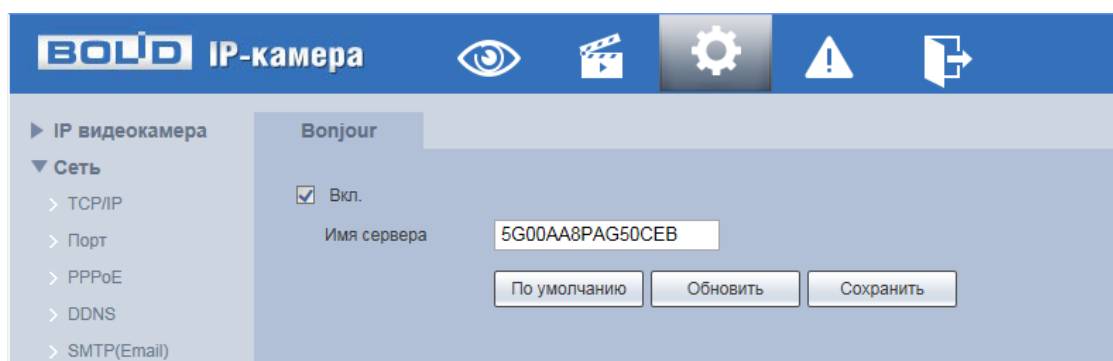 BOLID IP-камера
IP видеокамера
Сеть
TCP/IP
Порт
PPPoE
DDNS
SMTP(Email)
Bonjour
Вкл.
Имя сервера 5G00AA8PAG50CEB
По умолчанию Обновить Сохранить